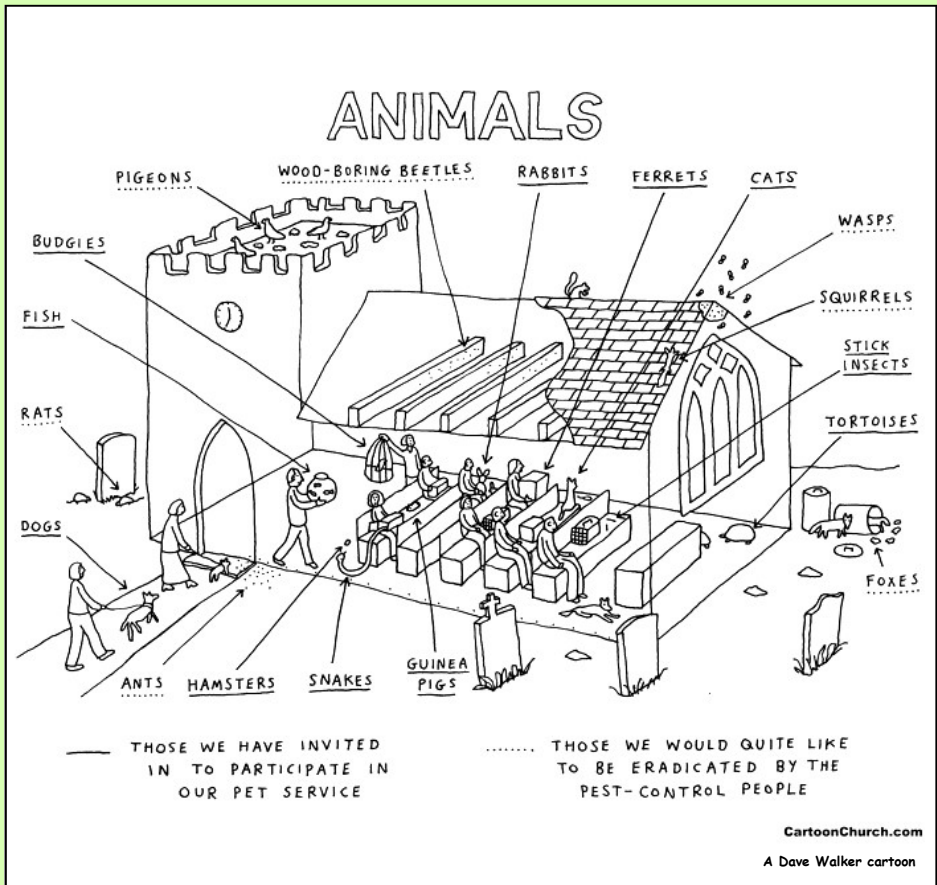 ANIMALS
PIGEONS
WOOD-BORING BEETLES
RABBITS
FERRETS
CATS
WASPS
BUDGIES
SQUIRRELS
FISH
STICK
INSECTS
RATS
TORTOISES
DOGS
FOXES
ANTS
HAMSTERS
SNAKES
GUINEA
PIGS
THOSE WE HAVE INVITED
IN TO PARTICIPATE IN
OUR PET SERVICE
THOSE WE WOULD QUITE LIKE
TO BE ERADICATED BY THE
PEST-CONTROL PEOPLE
CartoonChurch.com
A Dave Walker cartoon